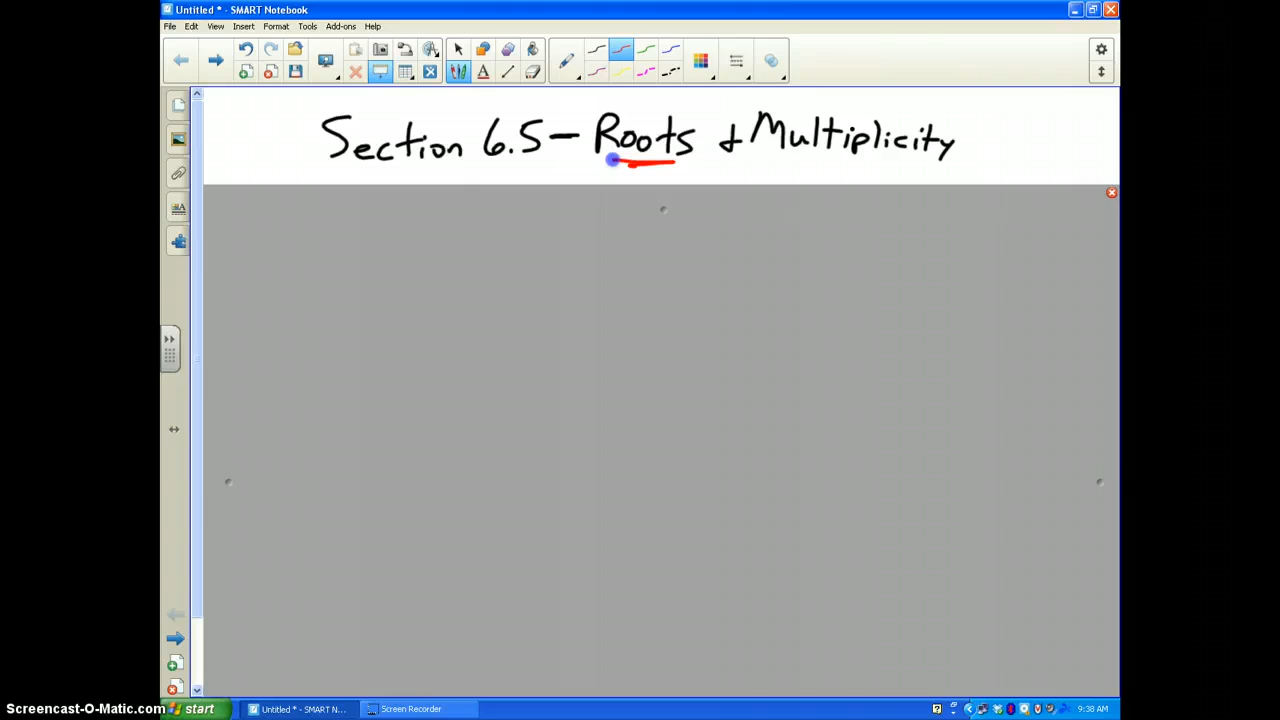 Untitled * - SMART Notebook
File Edit View Insert Format Tools Add-ons Help
Section 6.5 – Roots & Multiplicity
Screencast-O-Matic.com
start
Untitled * - SMART N...
Screen Recorder
9:38 AM